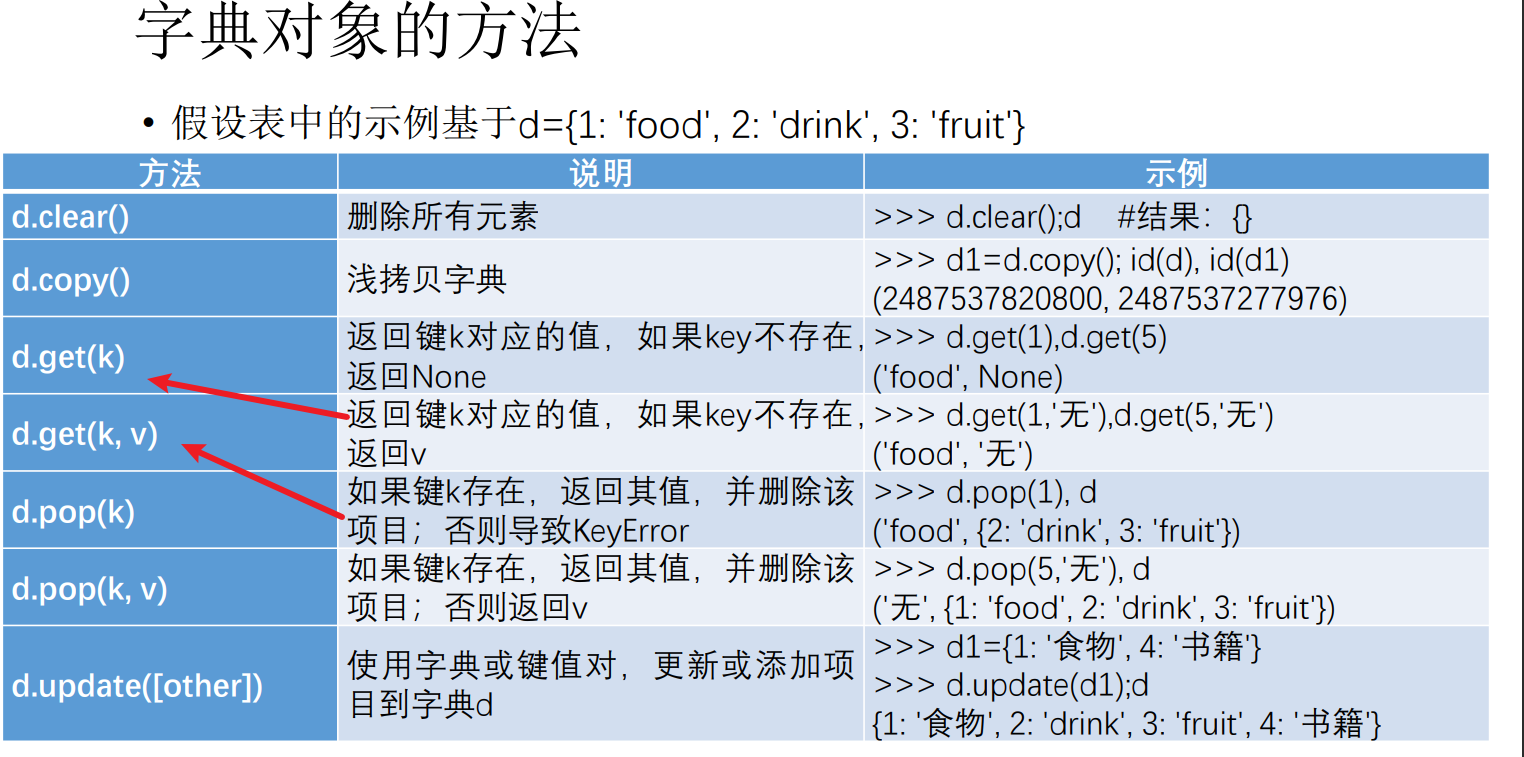 字典对象的方法
• 假设表中的示例基于d={1: 'food', 2: 'drink', 3: 'fruit'}
方法 说明 示例
d.clear() 删除所有元素 >>> d.clear();d #结果：{}
d.copy() 浅拷贝字典 >>> d1=d.copy(); id(d), id(d1)
(2487537820800, 2487537277976)
d.get(k) 返回键k对应的值，如果key不存在, >>> d.get(1),d.get(5)
返回None ('food', None)
d.get(k, v) 返回键k对应的值，如果key不存在, >>> d.get(1,'无'),d.get(5,'无')
返回v ('food', '无')
d.pop(k) 如果键k存在，返回其值，并删除该 >>> d.pop(1), d
项目；否则导致KeyError ('food', {2: 'drink', 3: 'fruit'})
d.pop(k, v) 如果键k存在，返回其值，并删除该 >>> d.pop(5,'无'), d
项目；否则返回v ('无', {1: 'food', 2: 'drink', 3: 'fruit'})
d.update([other]) 使用字典或键值对，更新或添加项 >>> d1={1: '食物', 4: '书籍'}
目到字典d >>> d.update(d1);d
{1: '食物', 2: 'drink', 3: 'fruit', 4: '书籍'}